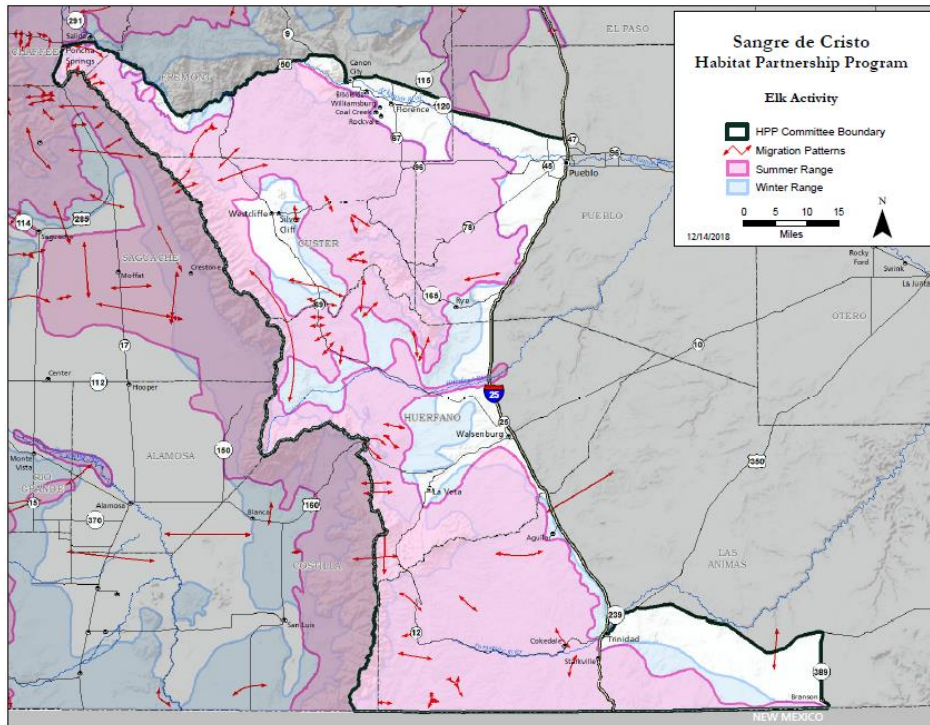 Sangre de Cristo
Habitat Partnership Program
Elk Activity
HPP Committee Boundary
Migration Patterns
Summer Range
Winter Range
0 5 10 15
Miles
N
12/14/2018
EL PASO
291
Salida
CHAFFEE
Poncha
Springs
9
50
FREMONT
Canon
City
115
Brookside
Williamsburg
Coal Creek
Rockvale
Florence
120
67
96
47
96
45
Pueblo
PUEBLO
78
Westcliffe
Silver
Cliff
CUSTER
114
285
Saguache
SAGUACHE
Moffat
Crestone
69
165
Rye
Rocky
Ford
Swink
La Junta
OTERO
10
17
Center
112
Hooper
25
HUERFANO
25
Walsenburg
Monte
Vista
RIO
GRANDE
15
ALAMOSA
150
160
350
La Veta
Alamosa
370
Blanca
Aguilar
COSTILLA
LAS
ANIMAS
San Luis
12
239
Trinidad
Cokedale
Starkville
389
Branson
NEW MEXICO